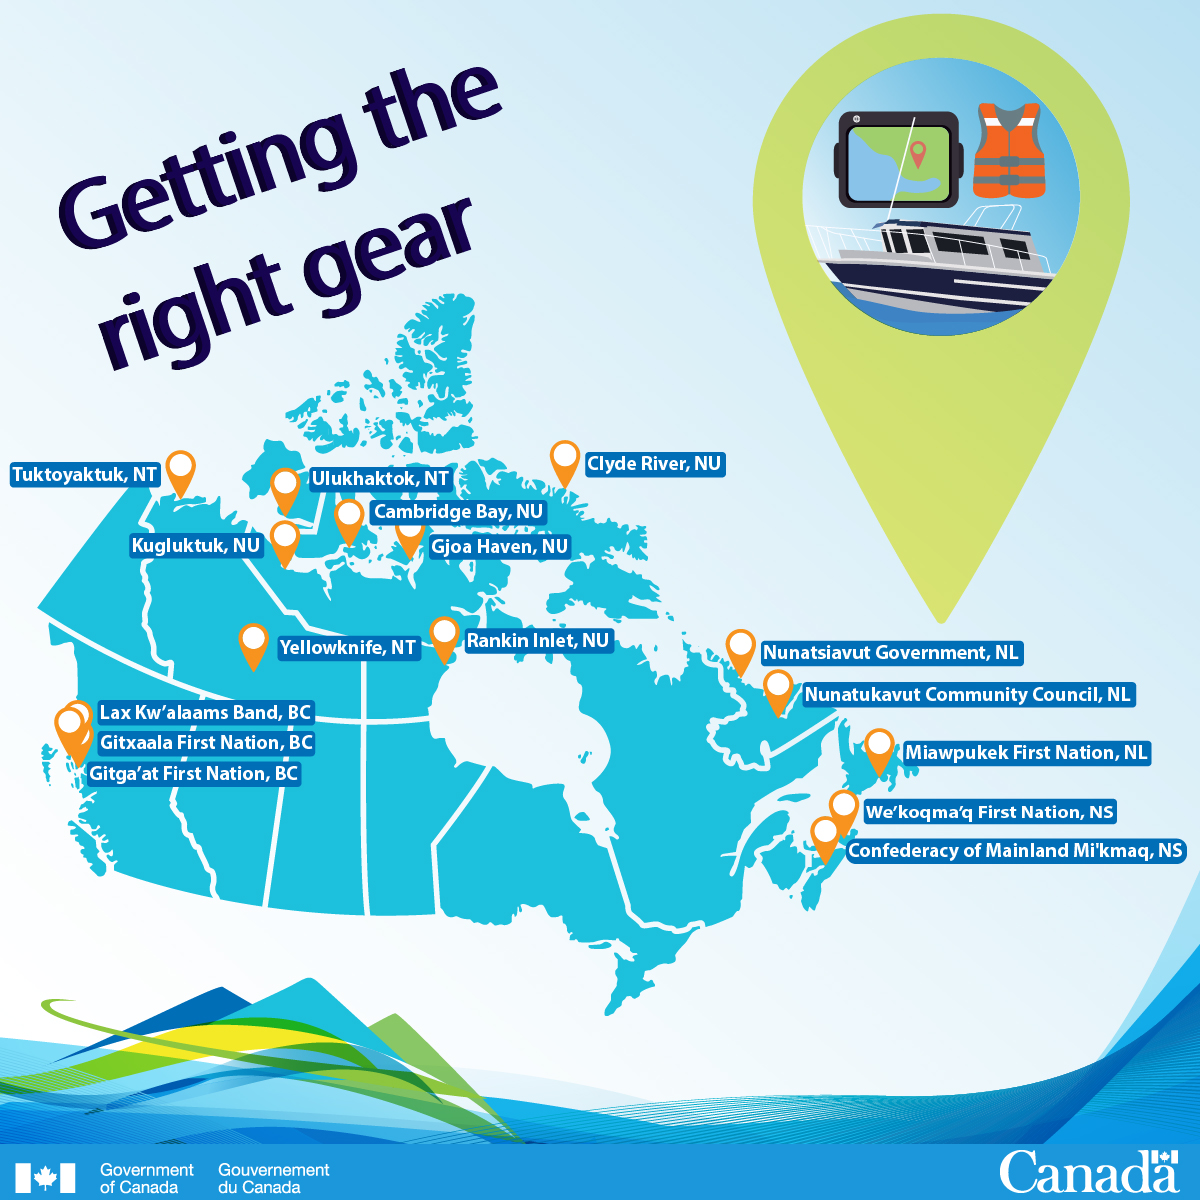 Getting the
right gear
Clyde River, NU
Tuktoyaktuk, NT
Ulukhaktok, NT
Cambridge Bay, NU
Kugluktuk, NU
Gjoa Haven, NU
Yellowknife, NT
Rankin Inlet, NU
Nunatsiavut Government, NL
Nunatukavut Community Council, NL
Lax Kw’alaams Band, BC
Gitxaala First Nation, BC
Gitga’at First Nation, BC
Miawpukek First Nation, NL
We’koqma’q First Nation, NS
Confederacy of Mainland Mi'kmaq, NS
Government
of Canada
Gouvernement
du Canada
Canada